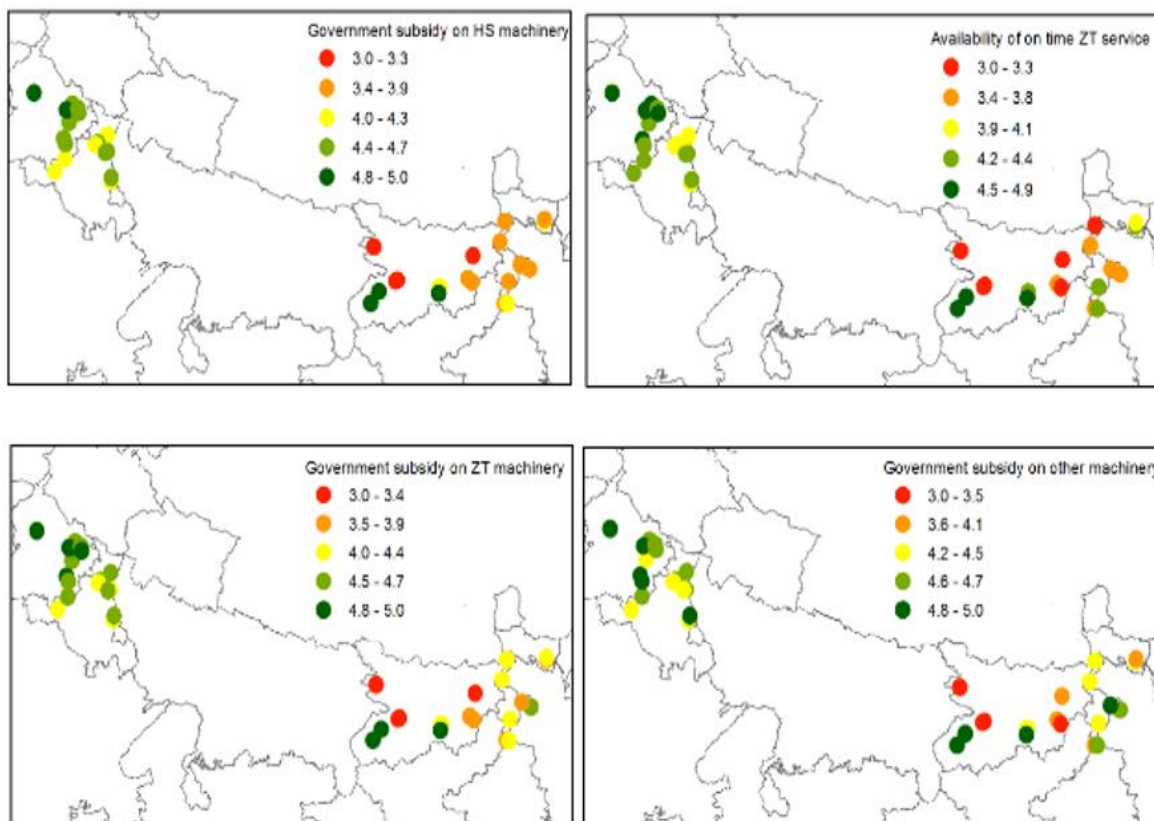 Government subsidy on HS machinery
3.0 - 3.3
3.4 - 3.9
4.0 - 4.3
4.4 - 4.7
4.8 - 5.0
Availability of on time ZT service
3.0 - 3.3
3.4 - 3.8
3.9 - 4.1
4.2 - 4.4
4.5 - 4.9
Government subsidy on ZT machinery
3.0 - 3.4
3.5 - 3.9
4.0 - 4.4
4.5 - 4.7
4.8 - 5.0
Government subsidy on other machinery
3.0 - 3.5
3.6 - 4.1
4.2 - 4.5
4.6 - 4.7
4.8 - 5.0